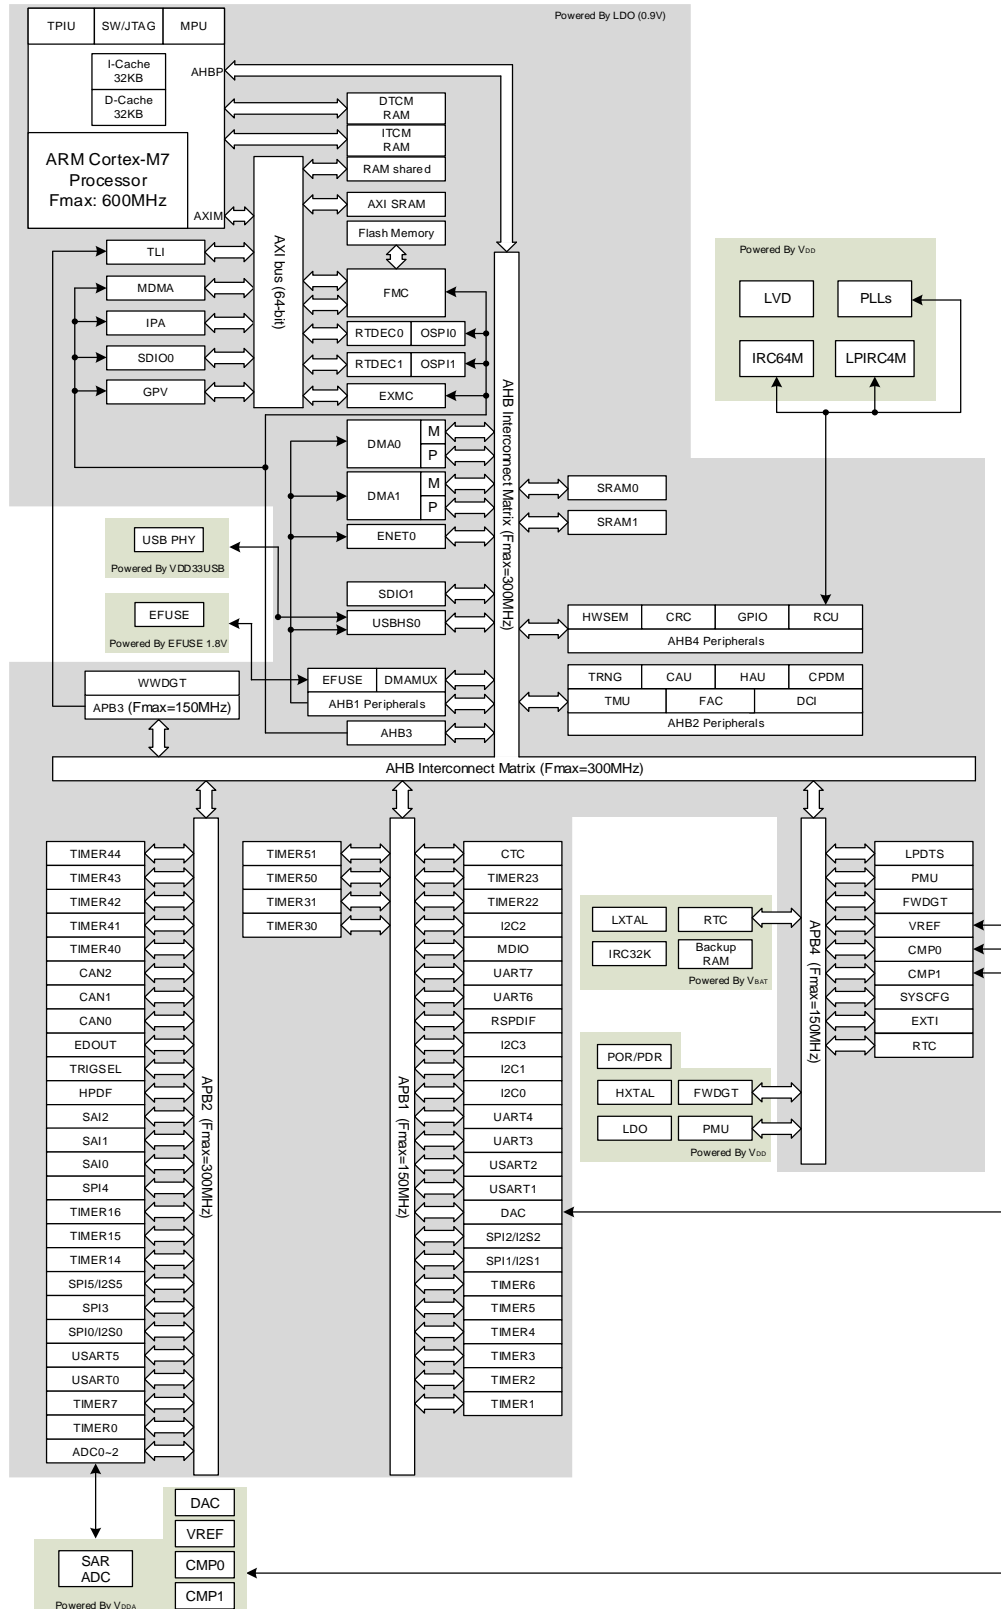 Powered By LDO (0.9V)
TPIU
SW/JTAG
MPU
I-Cache
32KB
D-Cache
32KB
AHBP
ARM Cortex-M7
Processor
Fmax: 600MHz
AXIM
DTCM
RAM
ITCM
RAM
RAM shared
AXI SRAM
Flash Memory
FMC
RTDEC0
OSPI0
RTDEC1
OSPI1
EXMC
AXI bus (64-bit)
TLI
MDMA
IPA
SDIO0
GPV
AHB Interconnect Matrix (Fmax=300MHz)
DMA0
M
P
DMA1
M
P
ENET0
SDIO1
USBHS0
EFUSE
DMAMUX
AHB1 Peripherals
AHB3
USB PHY
Powered By VDD33USB
EFUSE
Powered By EFUSE 1.8V
WWDGT
APB3 (Fmax=150MHz)
Powered By VDD
LVD
PLLs
IRC64M
LPIRC4M
SRAM0
SRAM1
HWSEM
CRC
GPIO
RCU
AHB4 Peripherals
TRNG
CAU
HAU
CPDM
TMU
FAC
DCI
AHB2 Peripherals
AHB Interconnect Matrix (Fmax=300MHz)
TIMER44
TIMER43
TIMER42
TIMER41
TIMER40
CAN2
CAN1
CAN0
EDOUT
TRIGSEL
HPDF
SAI2
SAI1
SAI0
SPI4
TIMER16
TIMER15
TIMER14
SPI5/I2S5
SPI3
SPI0/I2S0
USART5
USART0
TIMER7
TIMER0
ADC0~2
APB2 (Fmax=300MHz)
TIMER51
TIMER50
TIMER31
TIMER30
APB1 (Fmax=150MHz)
CTC
TIMER23
TIMER22
I2C2
MDIO
UART7
UART6
RSPDIF
I2C3
I2C1
I2C0
UART4
UART3
USART2
USART1
DAC
SPI2/I2S2
SPI1/I2S1
TIMER6
TIMER5
TIMER4
TIMER3
TIMER2
TIMER1
LXTAL
RTC
IRC32K
Backup
RAM
Powered By VBAT
POR/PDR
HXTAL
FWDGT
LDO
PMU
Powered By VDD
APB4 (Fmax=150MHz)
LPDTS
PMU
FWDGT
VREF
CMP0
CMP1
SYSCFG
EXTI
RTC
DAC
VREF
CMP0
CMP1
SAR
ADC
Powered By VDDA